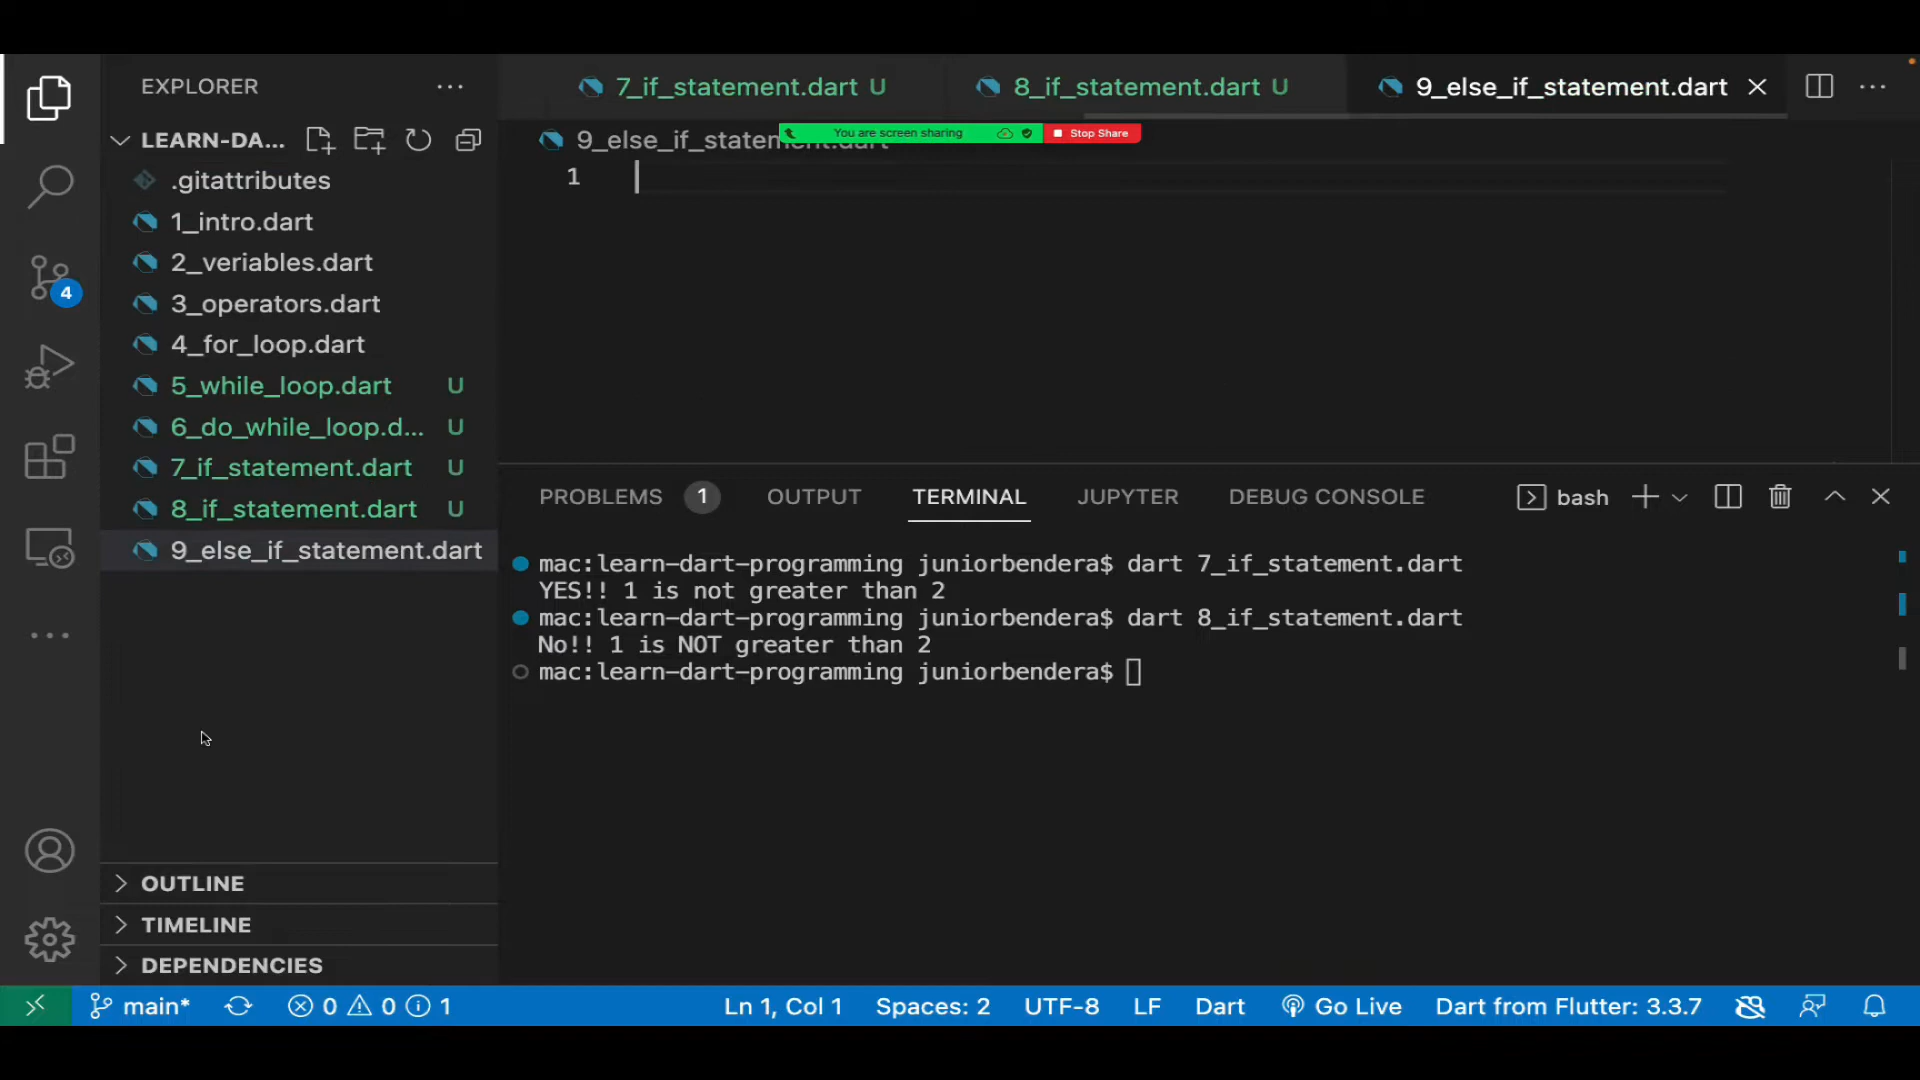 EXPLORER
7_if_statement.dart U
8_if_statement.dart U
9_else_if_statement.dart
LEARN-DA...
9_else_if_statement.dart
You are screen sharing
Stop Share
.gitattributes
1
1_intro.dart
2_veriables.dart
3_operators.dart
4
4_for_loop.dart
5_while_loop.dart U
6_do_while_loop.d... U
7_if_statement.dart U
8_if_statement.dart U
9_else_if_statement.dart
PROBLEMS 1 OUTPUT TERMINAL JUPYTER DEBUG CONSOLE bash
mac:learn-dart-programming juniorbendera$ dart 7_if_statement.dart
YES!! 1 is not greater than 2
mac:learn-dart-programming juniorbendera$ dart 8_if_statement.dart
No!! 1 is NOT greater than 2
mac:learn-dart-programming juniorbendera$
OUTLINE
TIMELINE
DEPENDENCIES
main* 0 0 1 Ln 1, Col 1 Spaces: 2 UTF-8 LF Dart Go Live Dart from Flutter: 3.3.7